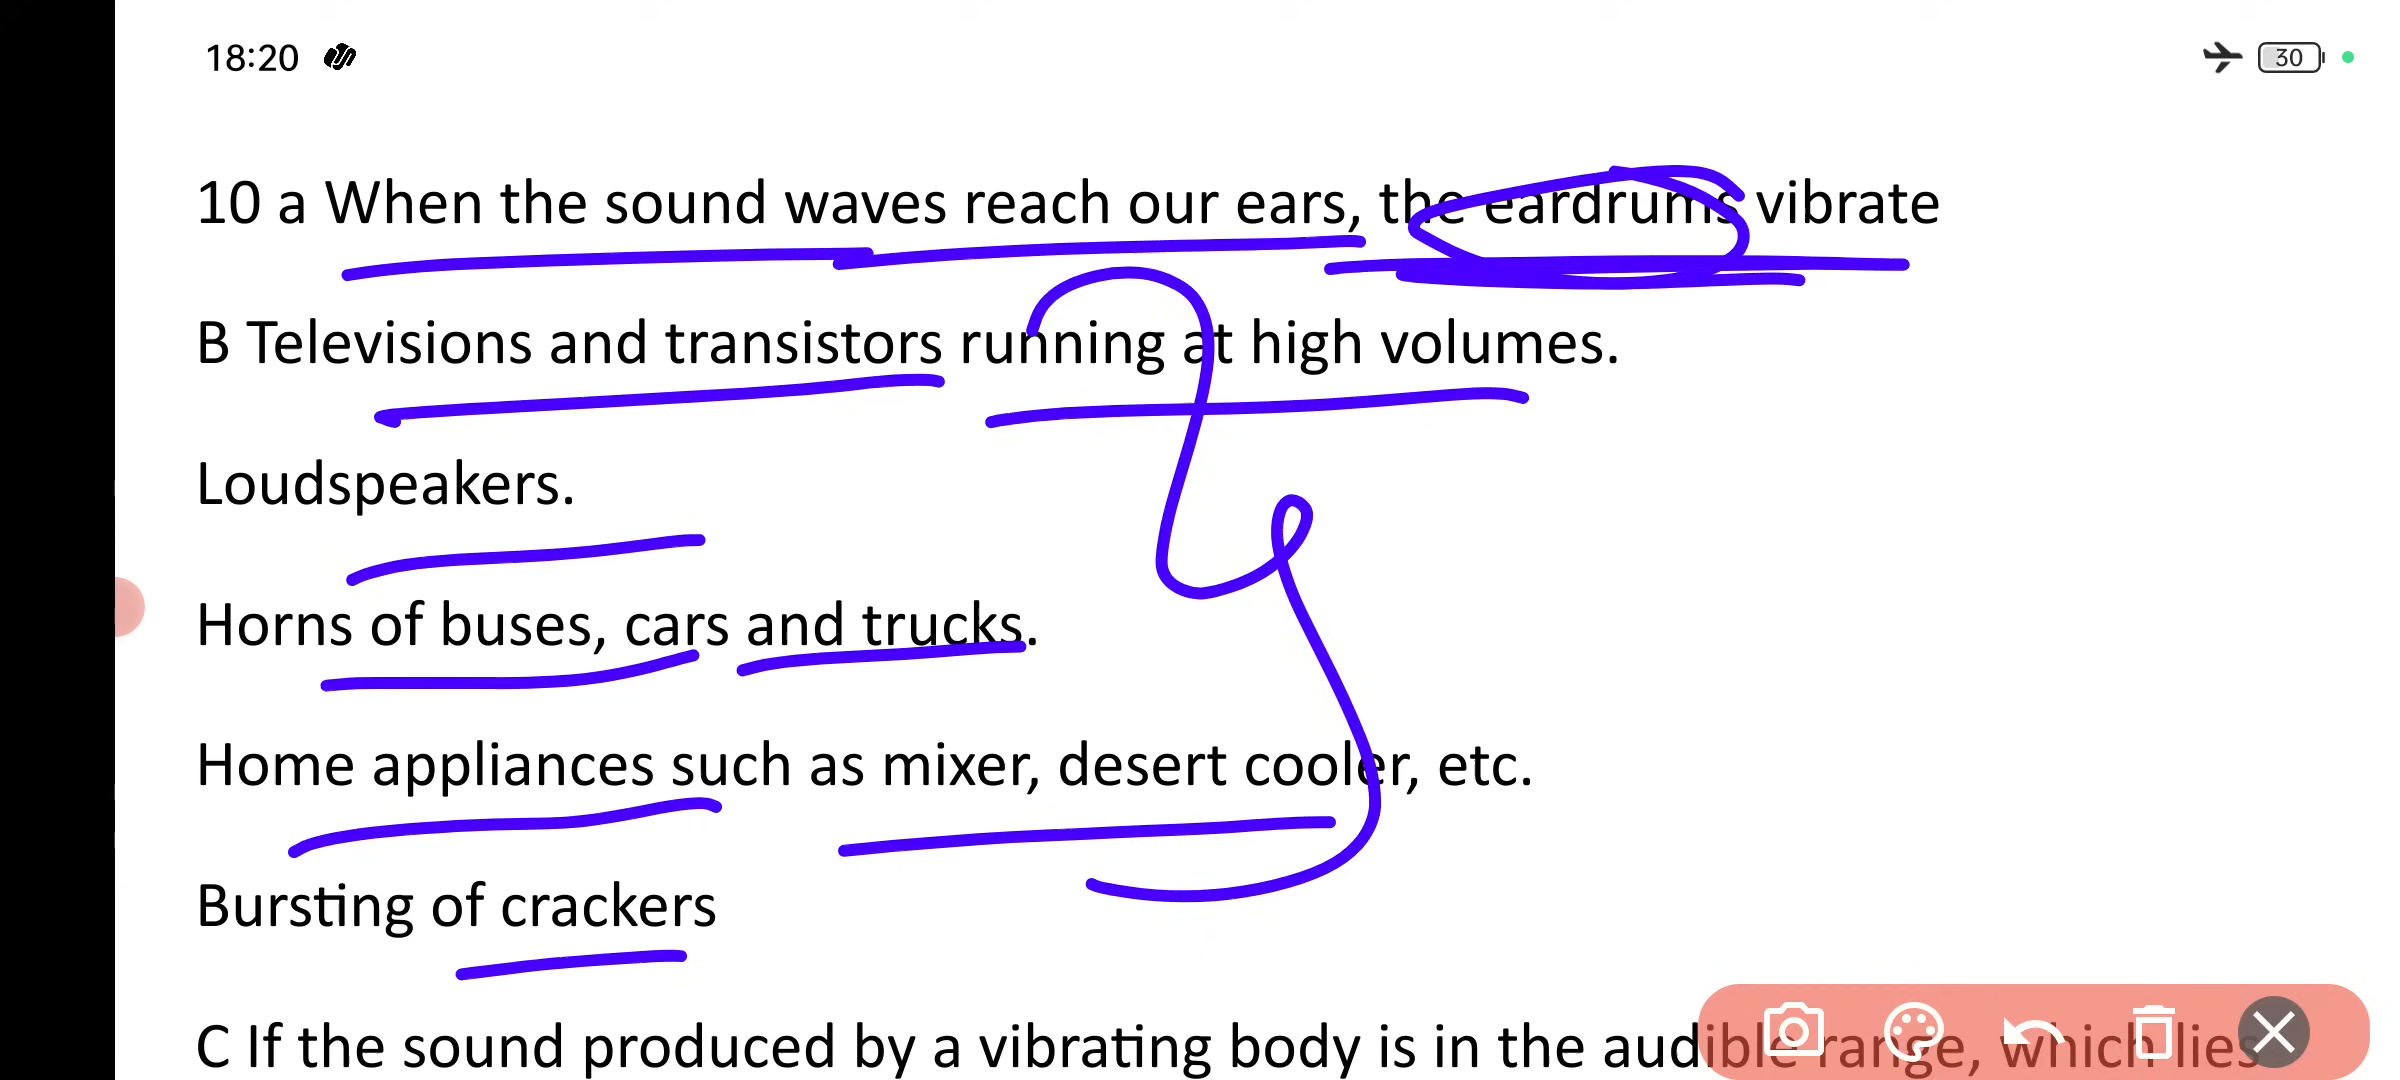 18:20
30
10 a When the sound waves reach our ears, the eardrums vibrate
B Televisions and transistors running at high volumes.
Loudspeakers.
Horns of buses, cars and trucks.
Home appliances such as mixer, desert cooler, etc.
Bursting of crackers
C If the sound produced by a vibrating body is in the audible range, which lies